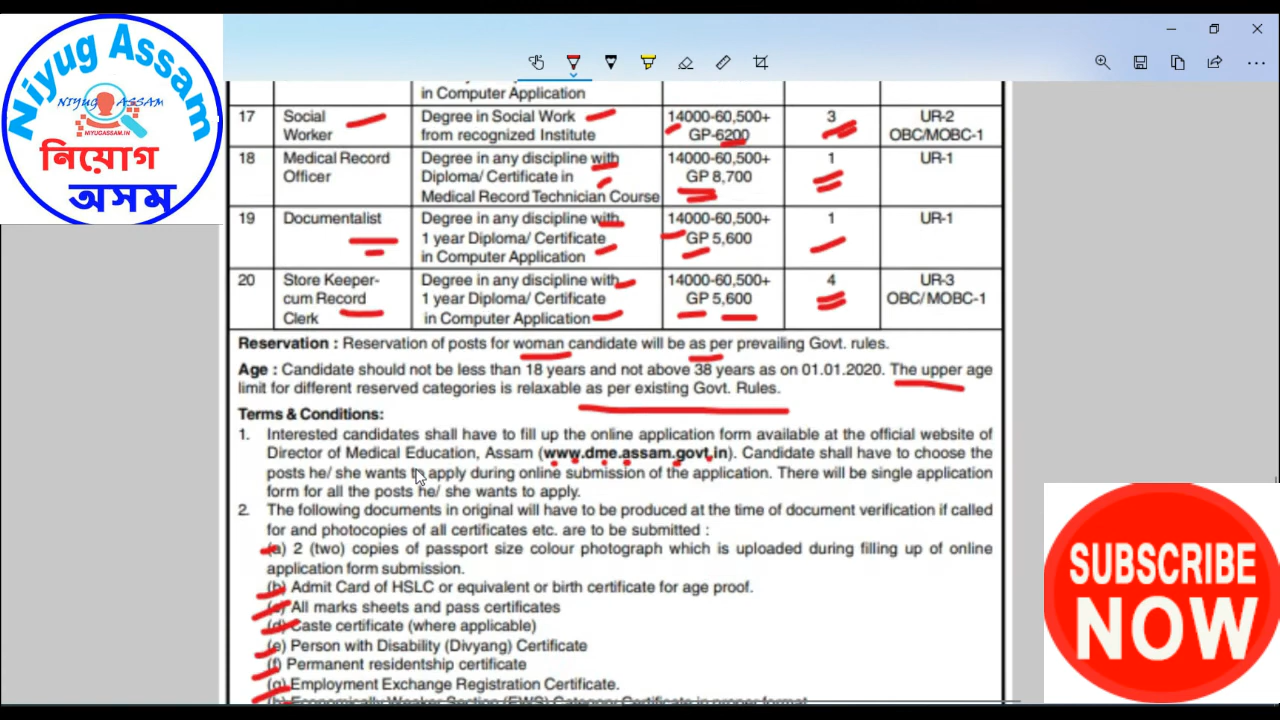 Niyug Assam
NIYUG ASSAM
NIYUGASSAM.IN
নিয়োগ
অসম
in Computer Application
17 Social Worker Degree in Social Work from recognized Institute 14000-60,500+ GP-6200 3 UR-2 OBC/MOBC-1
18 Medical Record Officer Degree in any discipline with Diploma/ Certificate in Medical Record Technician Course 14000-60,500+ GP 8,700 1 UR-1
19 Documentalist Degree in any discipline with 1 year Diploma/ Certificate in Computer Application 14000-60,500+ GP 5,600 1 UR-1
20 Store Keeper-cum Record Clerk Degree in any discipline with 1 year Diploma/ Certificate in Computer Application 14000-60,500+ GP 5,600 4 UR-3 OBC/ MOBC-1
Reservation : Reservation of posts for woman candidate will be as per prevailing Govt. rules.
Age : Candidate should not be less than 18 years and not above 38 years as on 01.01.2020. The upper age
limit for different reserved categories is relaxable as per existing Govt. Rules.
Terms & Conditions:
1. Interested candidates shall have to fill up the online application form available at the official website of
Director of Medical Education, Assam (www.dme.assam.govt.in). Candidate shall have to choose the
posts he/ she wants to apply during online submission of the application. There will be single application
form for all the posts he/ she wants to apply.
2. The following documents in original will have to be produced at the time of document verification if called
for and photocopies of all certificates etc. are to be submitted :
(a) 2 (two) copies of passport size colour photograph which is uploaded during filling up of online
application form submission.
(b) Admit Card of HSLC or equivalent or birth certificate for age proof.
(c) All marks sheets and pass certificates
(d) Caste certificate (where applicable)
(e) Person with Disability (Divyang) Certificate
(f) Permanent residentship certificate
(g) Employment Exchange Registration Certificate.
(h) Economically Weaker Section (EWS) Category Certificate in proper format
SUBSCRIBE
NOW